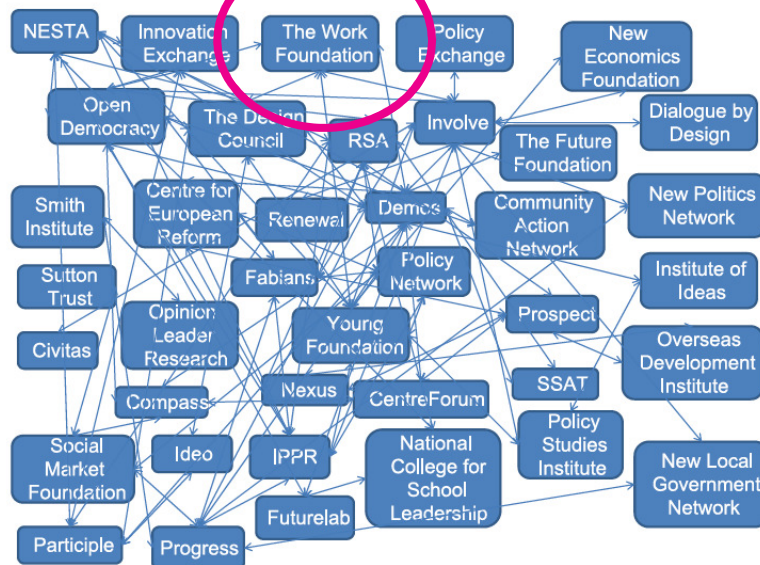 NESTA
Innovation
Exchange
The Work
Foundation
Policy
Exchange
New
Economics
Foundation
Open
Democracy
The Design
Council
RSA
Involve
Dialogue by
Design
The Future
Foundation
Smith
Institute
Centre for
European
Reform
Renewal
Demos
Community
Action
Network
New Politics
Network
Sutton
Trust
Fabians
Policy
Network
Institute of
Ideas
Civitas
Opinion
Leader
Research
Young
Foundation
Prospect
Overseas
Development
Institute
Compass
Nexus
CentreForum
SSAT
Social
Market
Foundation
Ideo
IPPR
National
College for
School
Leadership
Policy
Studies
Institute
New Local
Government
Network
Participle
Progress
Futurelab